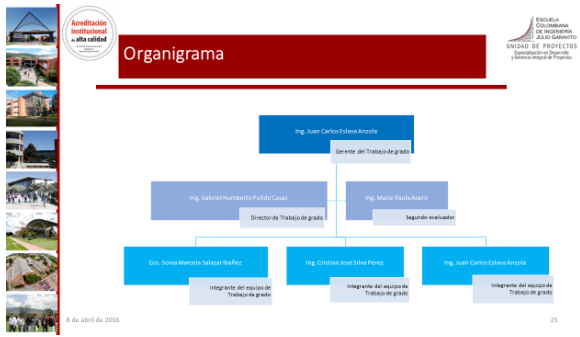 Acreditación
institucional
de alta calidad
Organigrama
ESCUELA
COLOMBIANA
DE INGENIERÍA
JULIO GARAVITO
UNIDAD DE PROYECTOS
Especialización en Desarrollo
y Gerencia Integral de Proyectos
Ing. Juan Carlos Eslava Anzola
Gerente del Trabajo de grado
Ing. Gabriel Humberto Pulido Casas
Director de Trabajo de grado
Ing. Maria Paula Acero
Segundo evaluador
Eco. Sonia Marcela Salazar Ibañez
Integrante del equipo de
Trabajo de grado
Ing. Cristian Jose Silva Perez
Integrante del equipo de
Trabajo de grado
Ing. Juan Carlos Eslava Anzola
Integrante del equipo de
Trabajo de grado
8 de abril de 2016
25